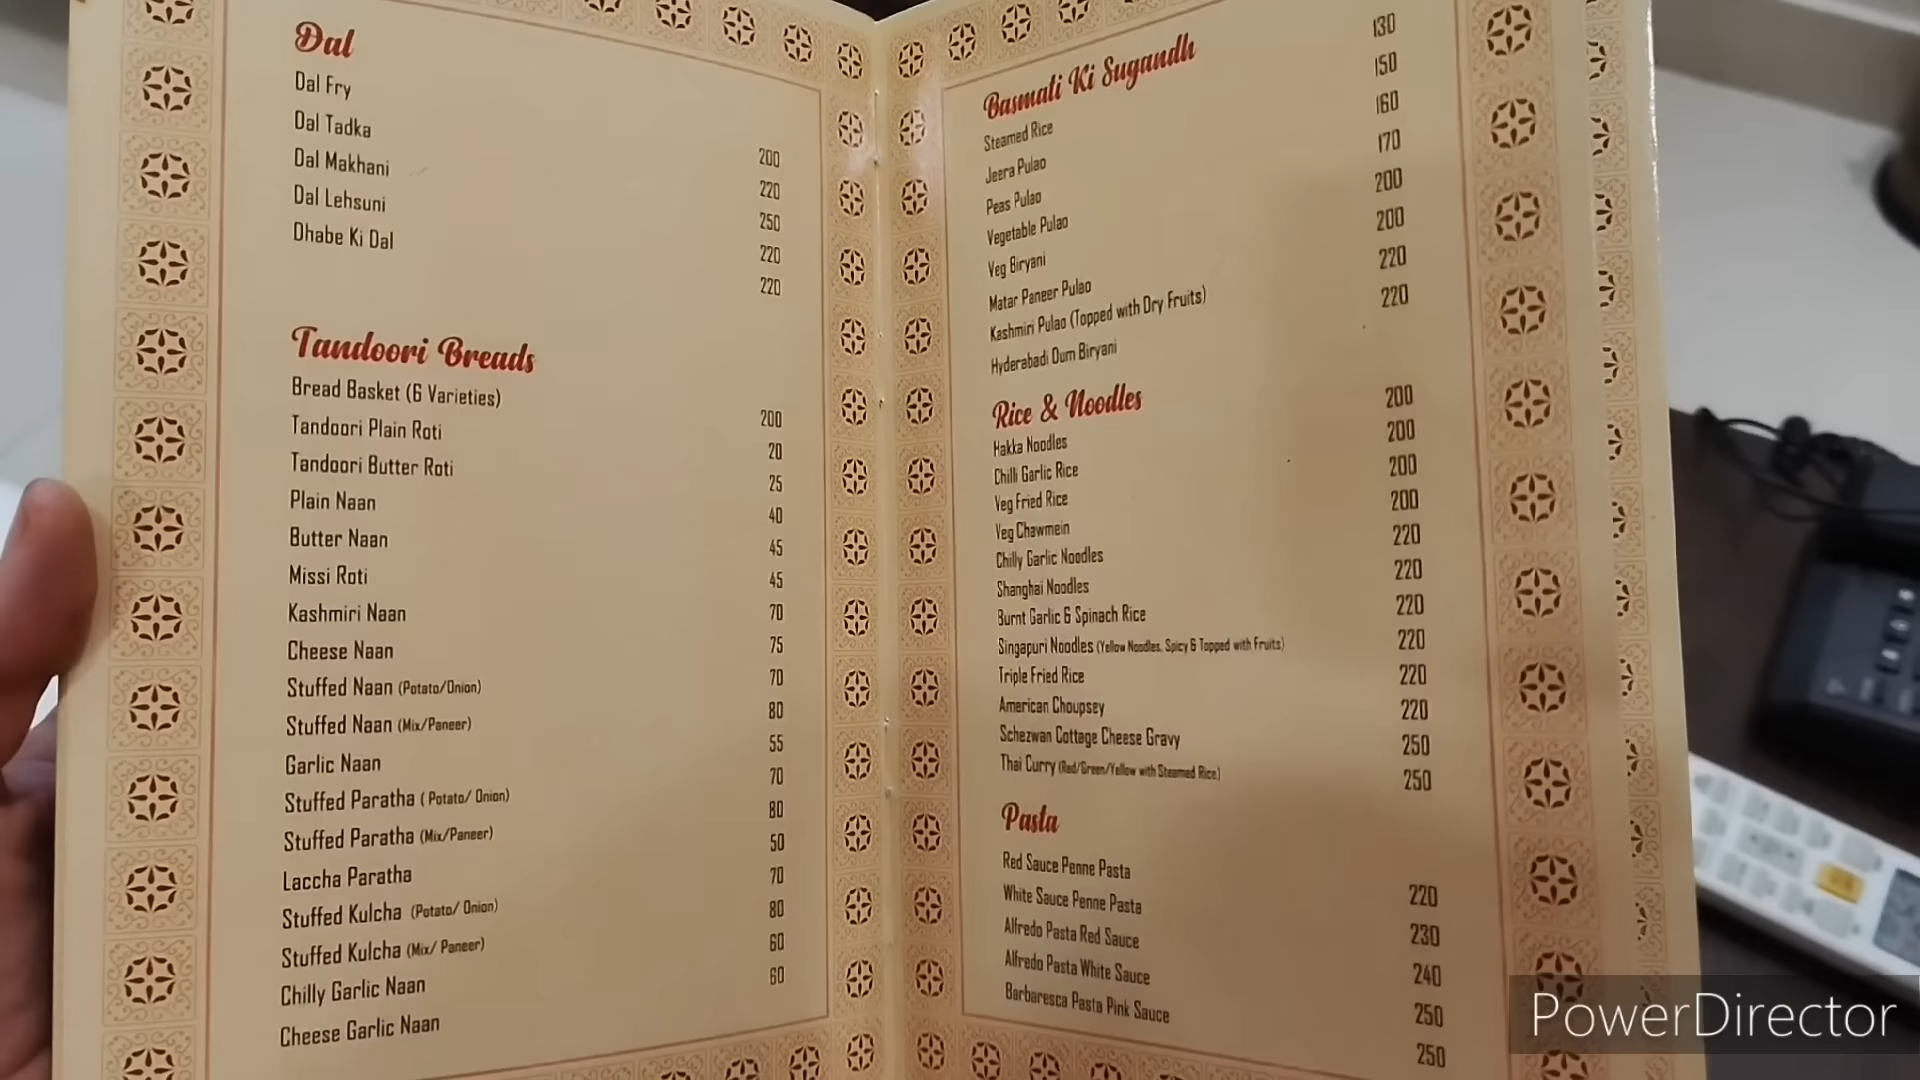 Dal
Dal Fry
Dal Tadka
Dal Makhani 200
Dal Lehsuni 220
Dhabe Ki Dal 250
220
220
Tandoori Breads
Bread Basket (6 Varieties)
Tandoori Plain Roti 200
Tandoori Butter Roti 20
Plain Naan 25
Butter Naan 40
Missi Roti 45
Kashmiri Naan 45
Cheese Naan 70
Stuffed Naan (Potato/Onion) 75
Stuffed Naan (Mix/Paneer) 70
Garlic Naan 80
Stuffed Paratha ( Potato/ Onion) 55
Stuffed Paratha (Mix/Paneer) 70
Laccha Paratha 80
Stuffed Kulcha (Potato/ Onion) 50
Stuffed Kulcha (Mix/ Paneer) 70
Chilly Garlic Naan 80
Cheese Garlic Naan 60
60
Basmati Ki Sugandh 130
Steamed Rice 150
Jeera Pulao 160
Peas Pulao 170
Vegetable Pulao 200
Veg Biryani 200
Matar Paneer Pulao 220
Kashmiri Pulao (Topped with Dry Fruits) 220
Hyderabadi Dum Biryani
Rice & Noodles 200
Hakka Noodles 200
Chilli Garlic Rice 200
Veg Fried Rice 200
Veg Chawmein 220
Chilly Garlic Noodles 220
Shanghai Noodles 220
Burnt Garlic & Spinach Rice 220
Singapuri Noodles (Yellow Noodles, Spicy & Topped with Fruits) 220
Triple Fried Rice 220
American Choupsey 250
Schezwan Cottage Cheese Gravy 250
Thai Curry (Red/Green/Yellow with Steamed Rice)
Pasta
Red Sauce Penne Pasta
White Sauce Penne Pasta 220
Alfredo Pasta Red Sauce 230
Alfredo Pasta White Sauce 240
Barbaresca Pasta Pink Sauce 250
250
PowerDirector